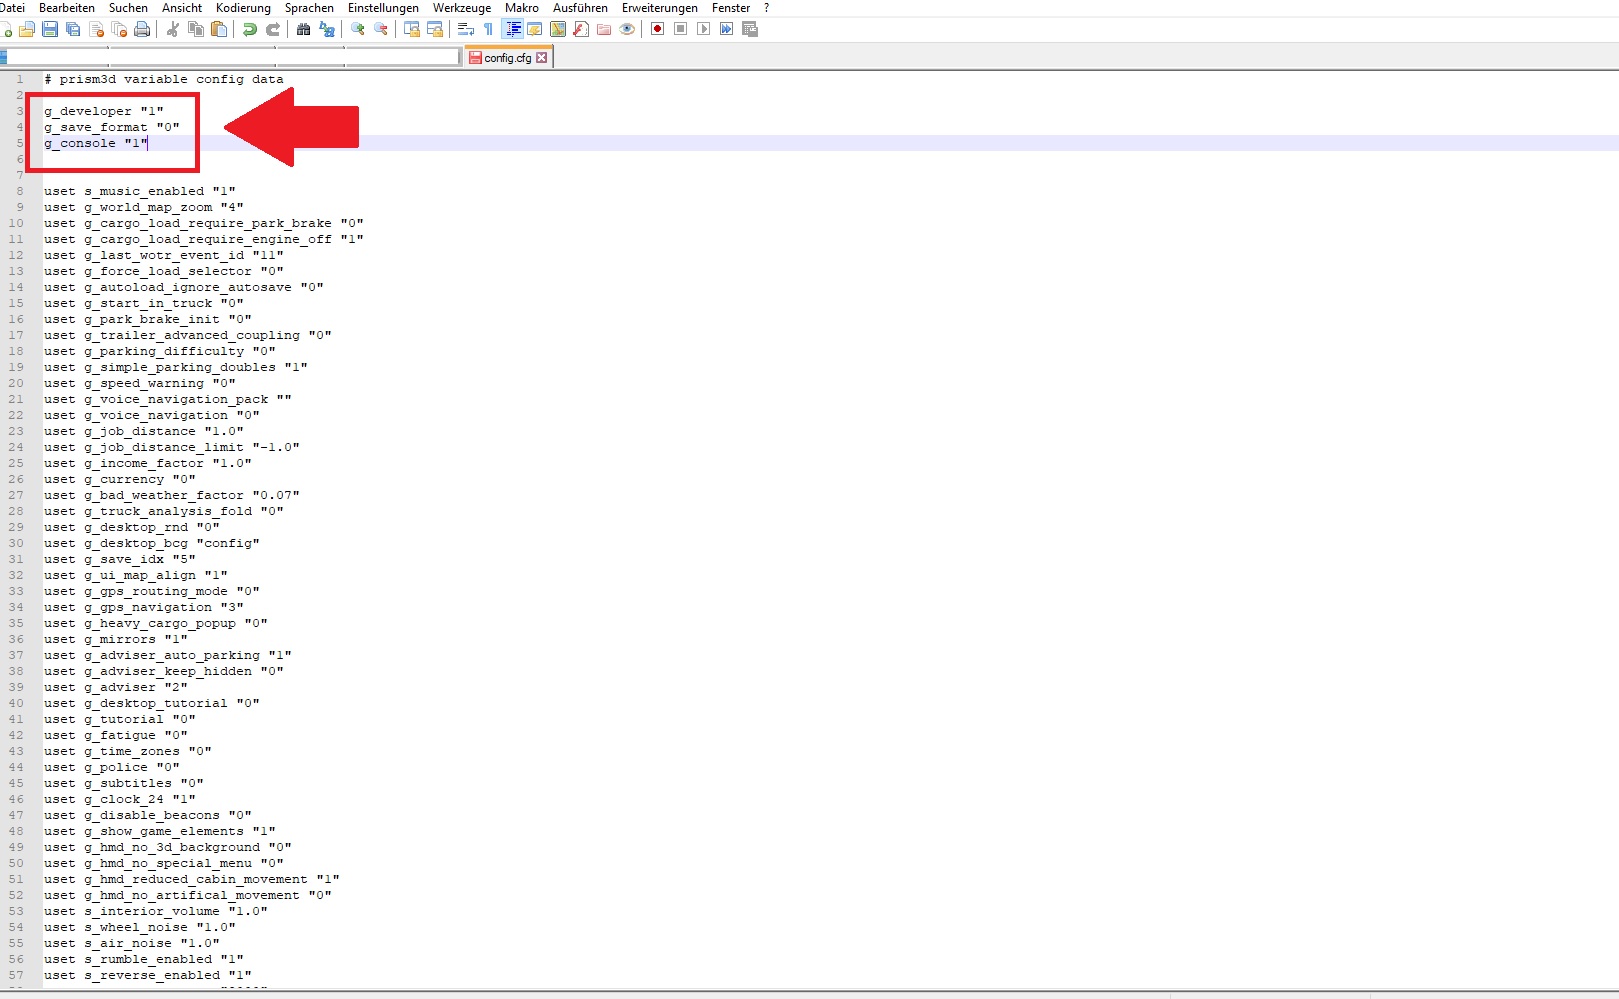 Datei Bearbeiten Suchen Ansicht Kodierung Sprachen Einstellungen Werkzeuge Makro Ausführen Erweiterungen Fenster ?
config.cfg
1 # prism3d variable config data
2
3 g_developer "1"
4 g_save_format "0"
5 g_console "1"
6
7
8 uset s_music_enabled "1"
9 uset g_world_map_zoom "4"
10 uset g_cargo_load_require_park_brake "0"
11 uset g_cargo_load_require_engine_off "1"
12 uset g_last_wotr_event_id "11"
13 uset g_force_load_selector "0"
14 uset g_autoload_ignore_autosave "0"
15 uset g_start_in_truck "0"
16 uset g_park_brake_init "0"
17 uset g_trailer_advanced_coupling "0"
18 uset g_parking_difficulty "0"
19 uset g_simple_parking_doubles "1"
20 uset g_speed_warning "0"
21 uset g_voice_navigation_pack ""
22 uset g_voice_navigation "0"
23 uset g_job_distance "1.0"
24 uset g_job_distance_limit "-1.0"
25 uset g_income_factor "1.0"
26 uset g_currency "0"
27 uset g_bad_weather_factor "0.07"
28 uset g_truck_analysis_fold "0"
29 uset g_desktop_rnd "0"
30 uset g_desktop_bcg "config"
31 uset g_save_idx "5"
32 uset g_ui_map_align "1"
33 uset g_gps_routing_mode "0"
34 uset g_gps_navigation "3"
35 uset g_heavy_cargo_popup "0"
36 uset g_mirrors "1"
37 uset g_adviser_auto_parking "1"
38 uset g_adviser_keep_hidden "0"
39 uset g_adviser "2"
40 uset g_desktop_tutorial "0"
41 uset g_tutorial "0"
42 uset g_fatigue "0"
43 uset g_time_zones "0"
44 uset g_police "0"
45 uset g_subtitles "0"
46 uset g_clock_24 "1"
47 uset g_disable_beacons "0"
48 uset g_show_game_elements "1"
49 uset g_hmd_no_3d_background "0"
50 uset g_hmd_no_special_menu "0"
51 uset g_hmd_reduced_cabin_movement "1"
52 uset g_hmd_no_artifical_movement "0"
53 uset s_interior_volume "1.0"
54 uset s_wheel_noise "1.0"
55 uset s_air_noise "1.0"
56 uset s_rumble_enabled "1"
57 uset s_reverse_enabled "1"